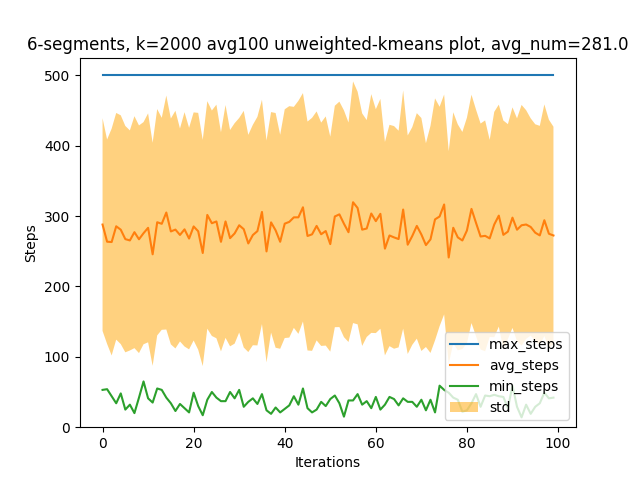 6-segments, k=2000 avg100 unweighted-kmeans plot, avg_num=281.0
500
400
300
200
100
0
Steps
max_steps
avg_steps
min_steps
std
0 20 40 60 80 100
Iterations